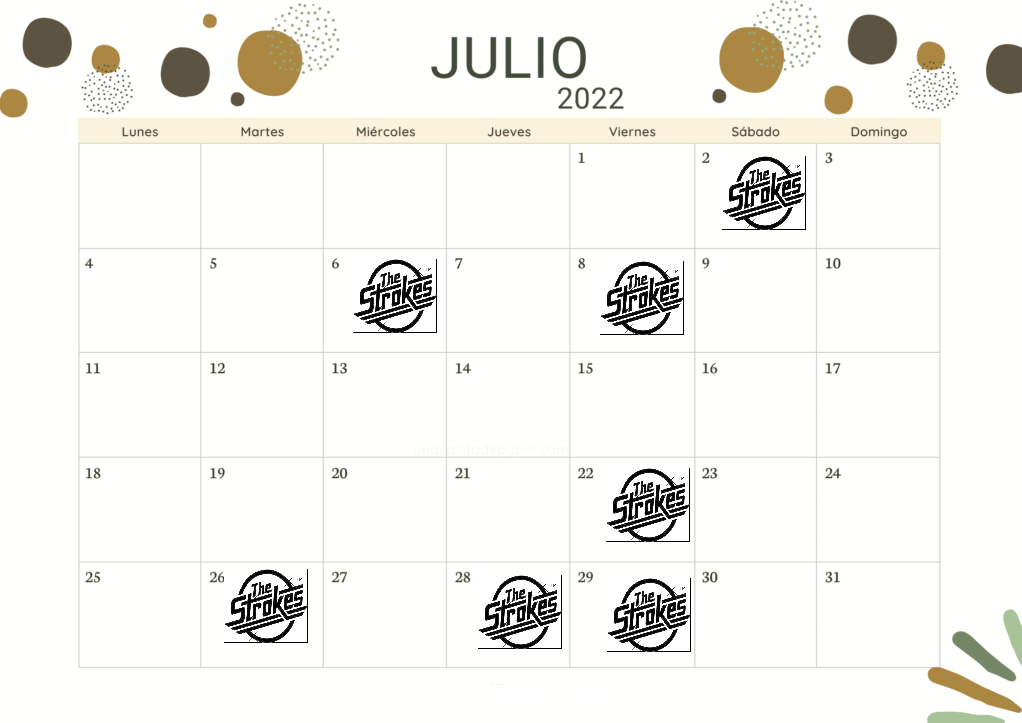 JULIO
2022
Lunes Martes Miércoles Jueves Viernes Sábado Domingo
1 2 The Strokes 3
4 5 6 The Strokes 7 8 The Strokes 9 10
11 12 13 14 15 16 17
18 19 20 21 22 The Strokes 23 24
25 26 The Strokes 27 28 The Strokes 29 The Strokes 30 31